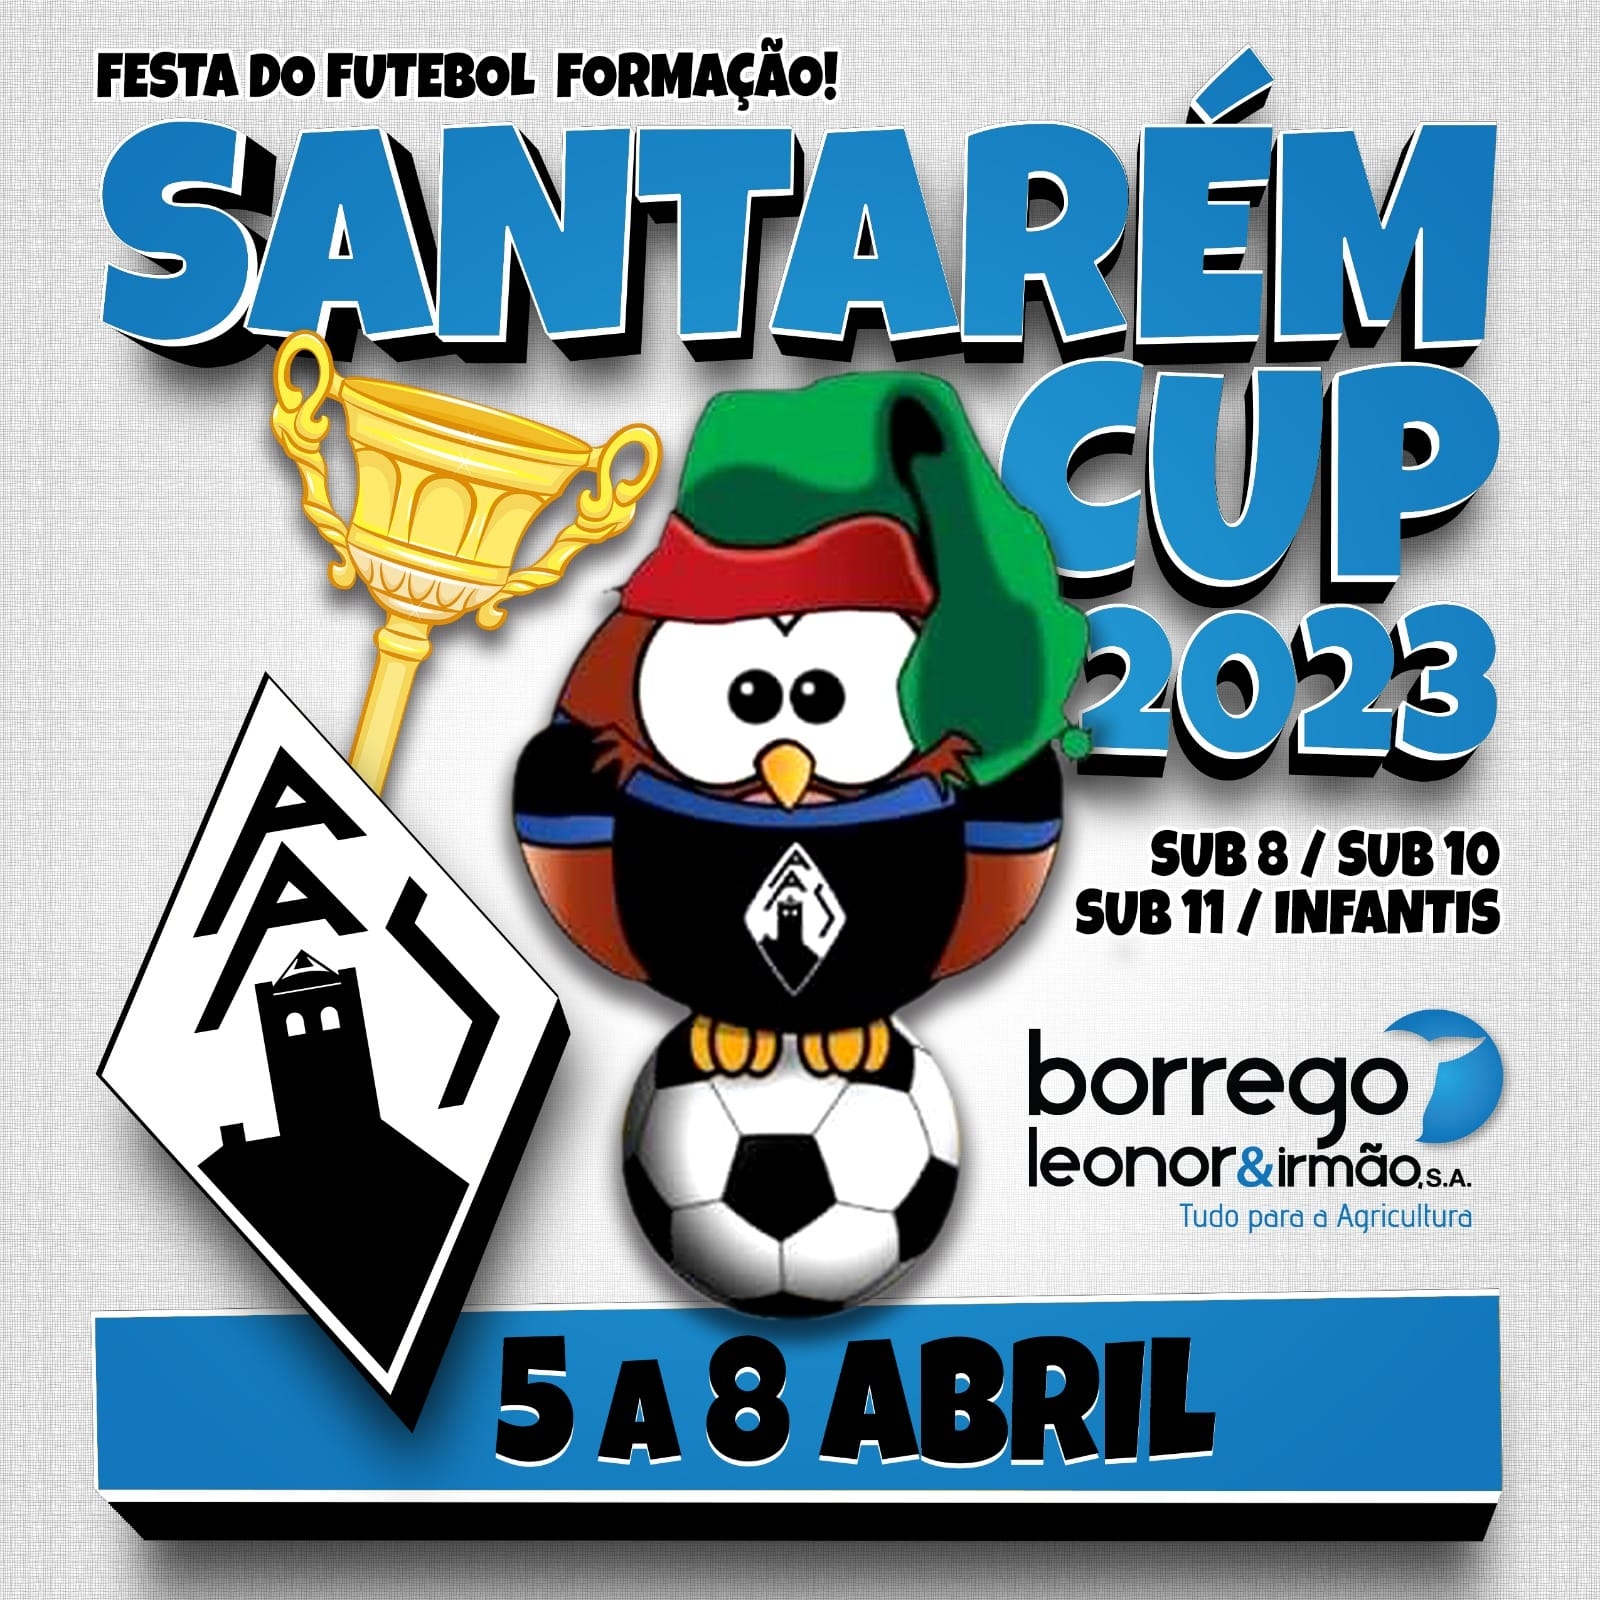 FESTA DO FUTEBOL FORMAÇÃO!
SANTARÉM
CUP
2023
SUB 8 / SUB 10
SUB 11 / INFANTIS
borrego
leonor&irmão,S.A.
Tudo para a Agricultura
5 A 8 ABRIL